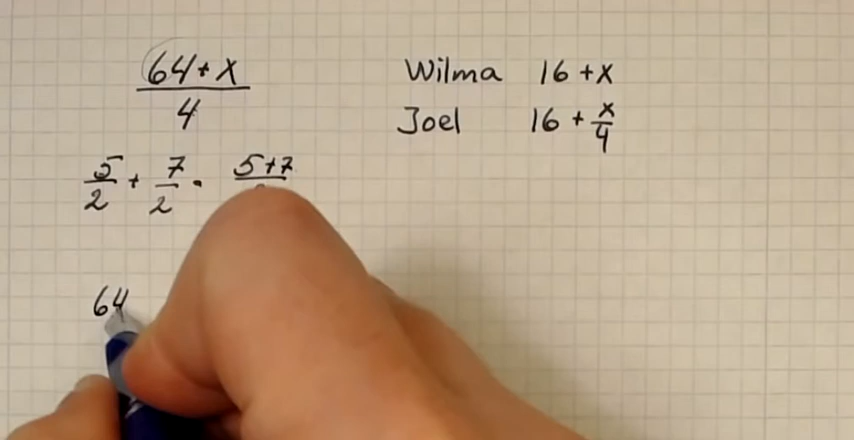 64+x
4
Wilma 16 + x
Joel 16 + x/4
5/2 + 7/2 = 5+7
64